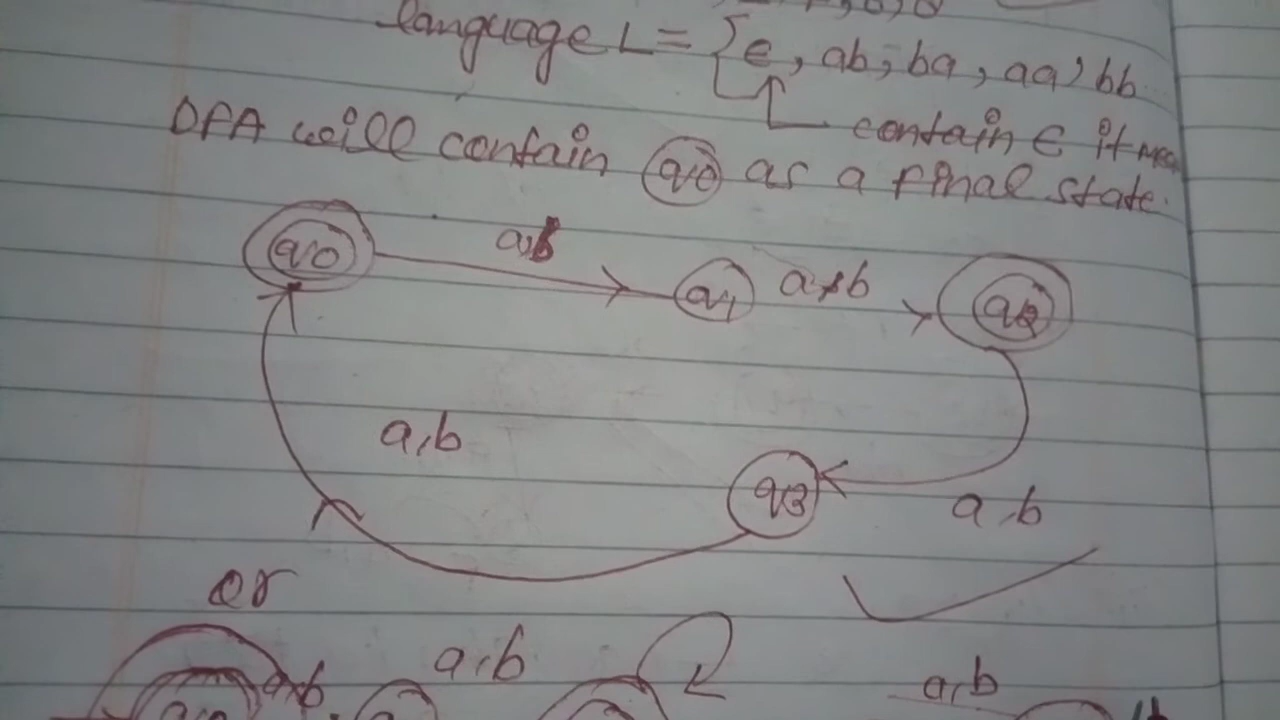 language L = { ϵ, ab, ba, aa, bb
contain ϵ it
DFA will contain q0 as a final state.
q0 a,b q1 a,b q2
a,b q3 a,b
or
a,b a,b a,b